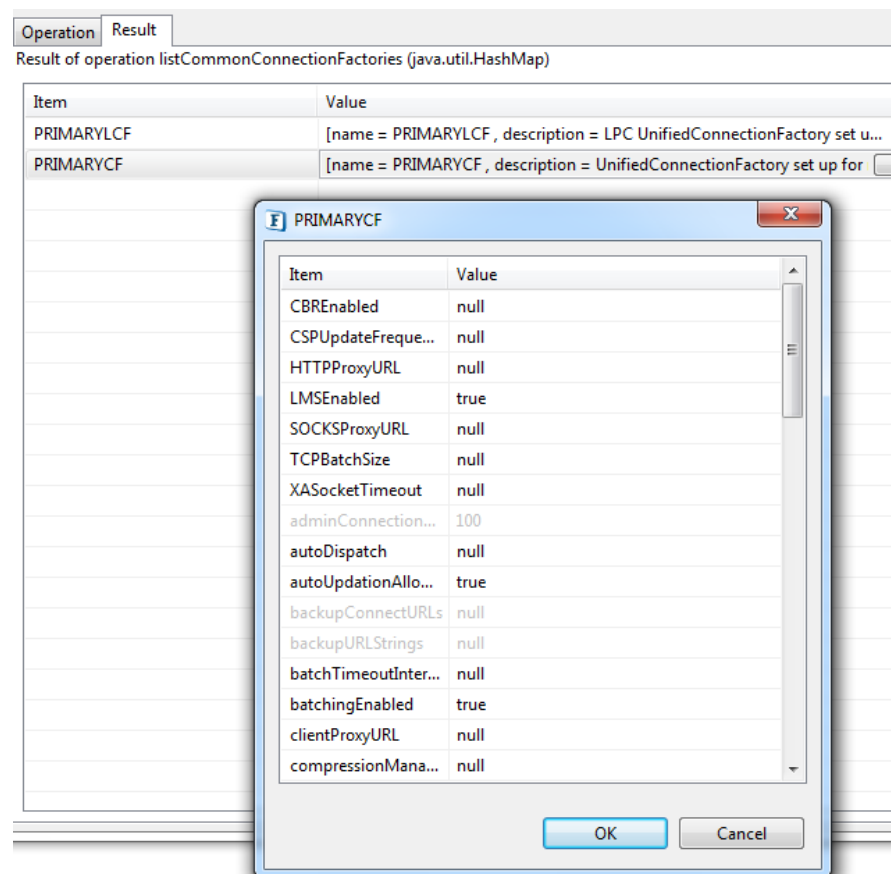 Operation Result
Result of operation listCommonConnectionFactories (java.util.HashMap)
Item Value
PRIMARYLCF [name = PRIMARYLCF , description = LPC UnifiedConnectionFactory set u...
PRIMARYCF [name = PRIMARYCF , description = UnifiedConnectionFactory set up for
PRIMARYCF
Item Value
CBREnabled null
CSPUpdateFreque... null
HTTPProxyURL null
LMSEnabled true
SOCKSProxyURL null
TCPBatchSize null
XASocketTimeout null
adminConnection... 100
autoDispatch null
autoUpdationAllo... true
backupConnectURLs null
backupURLStrings null
batchTimeoutInter... null
batchingEnabled true
clientProxyURL null
compressionMana... null
OK Cancel